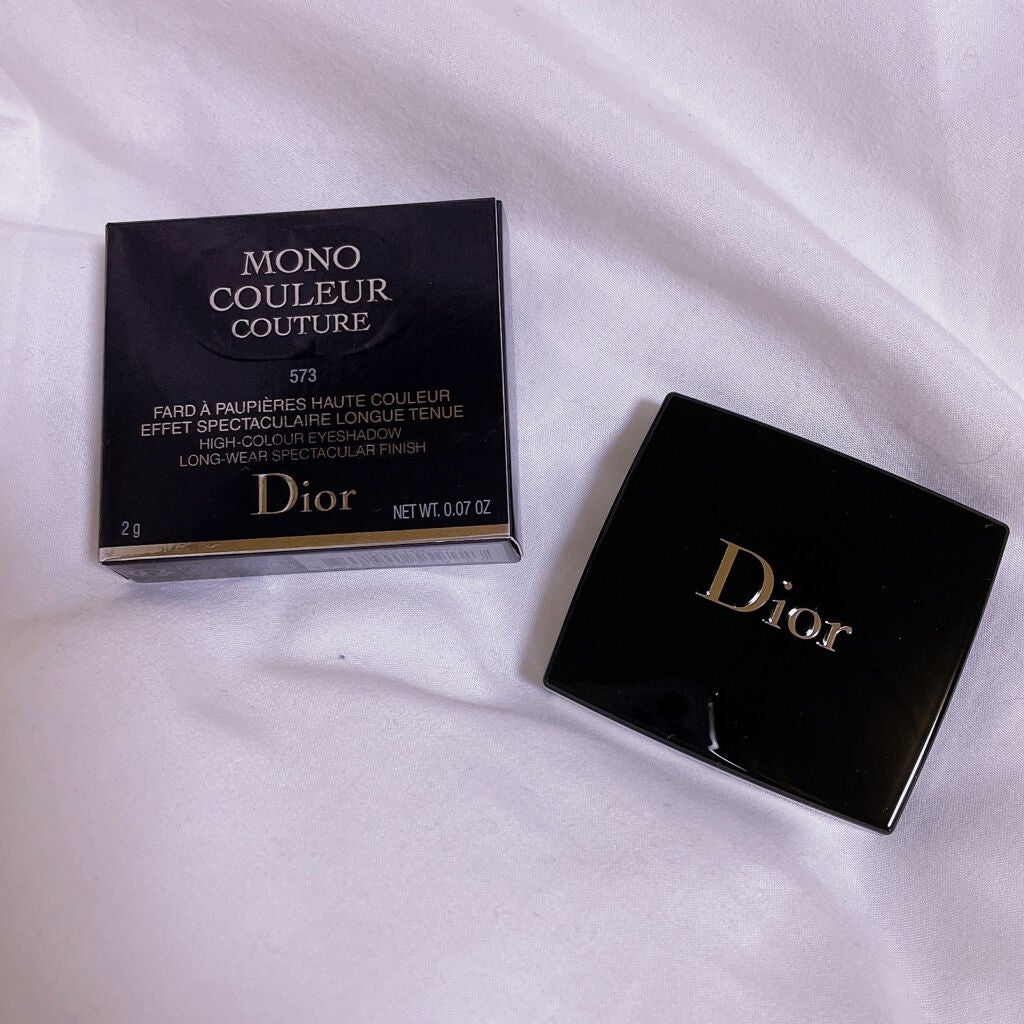 MONO
COULEUR
COUTURE
573
FARD À PAUPIÈRES HAUTE COULEUR
EFFET SPECTACULAIRE LONGUE TENUE
HIGH-COLOUR EYESHADOW
LONG-WEAR SPECTACULAR FINISH
Dior
2 g
NET WT. 0.07 OZ
Dior